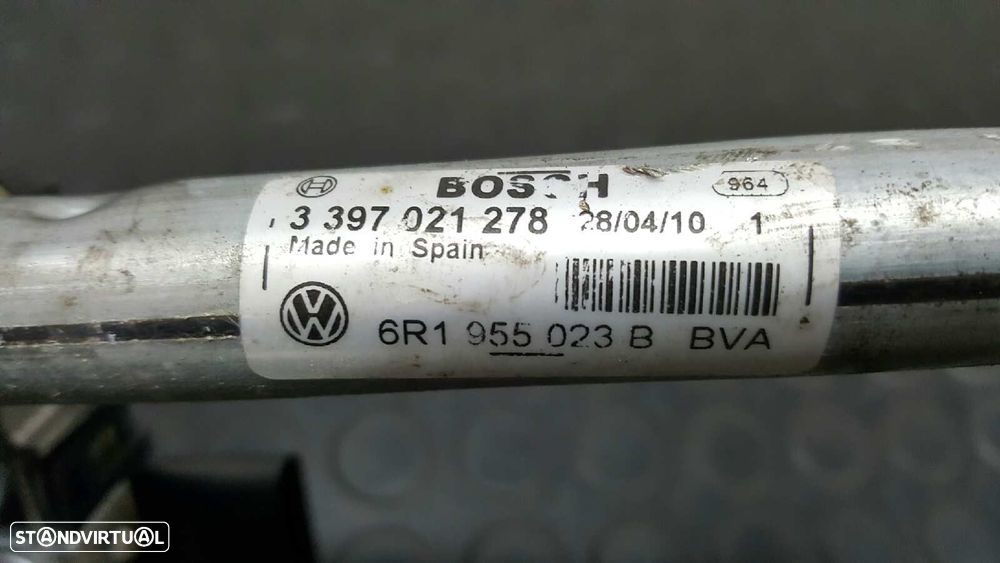 BOSCH 964
3 397 021 278 28/04/10 1
Made in Spain
6R1 955 023 B BVA
STANDVIRTUAL